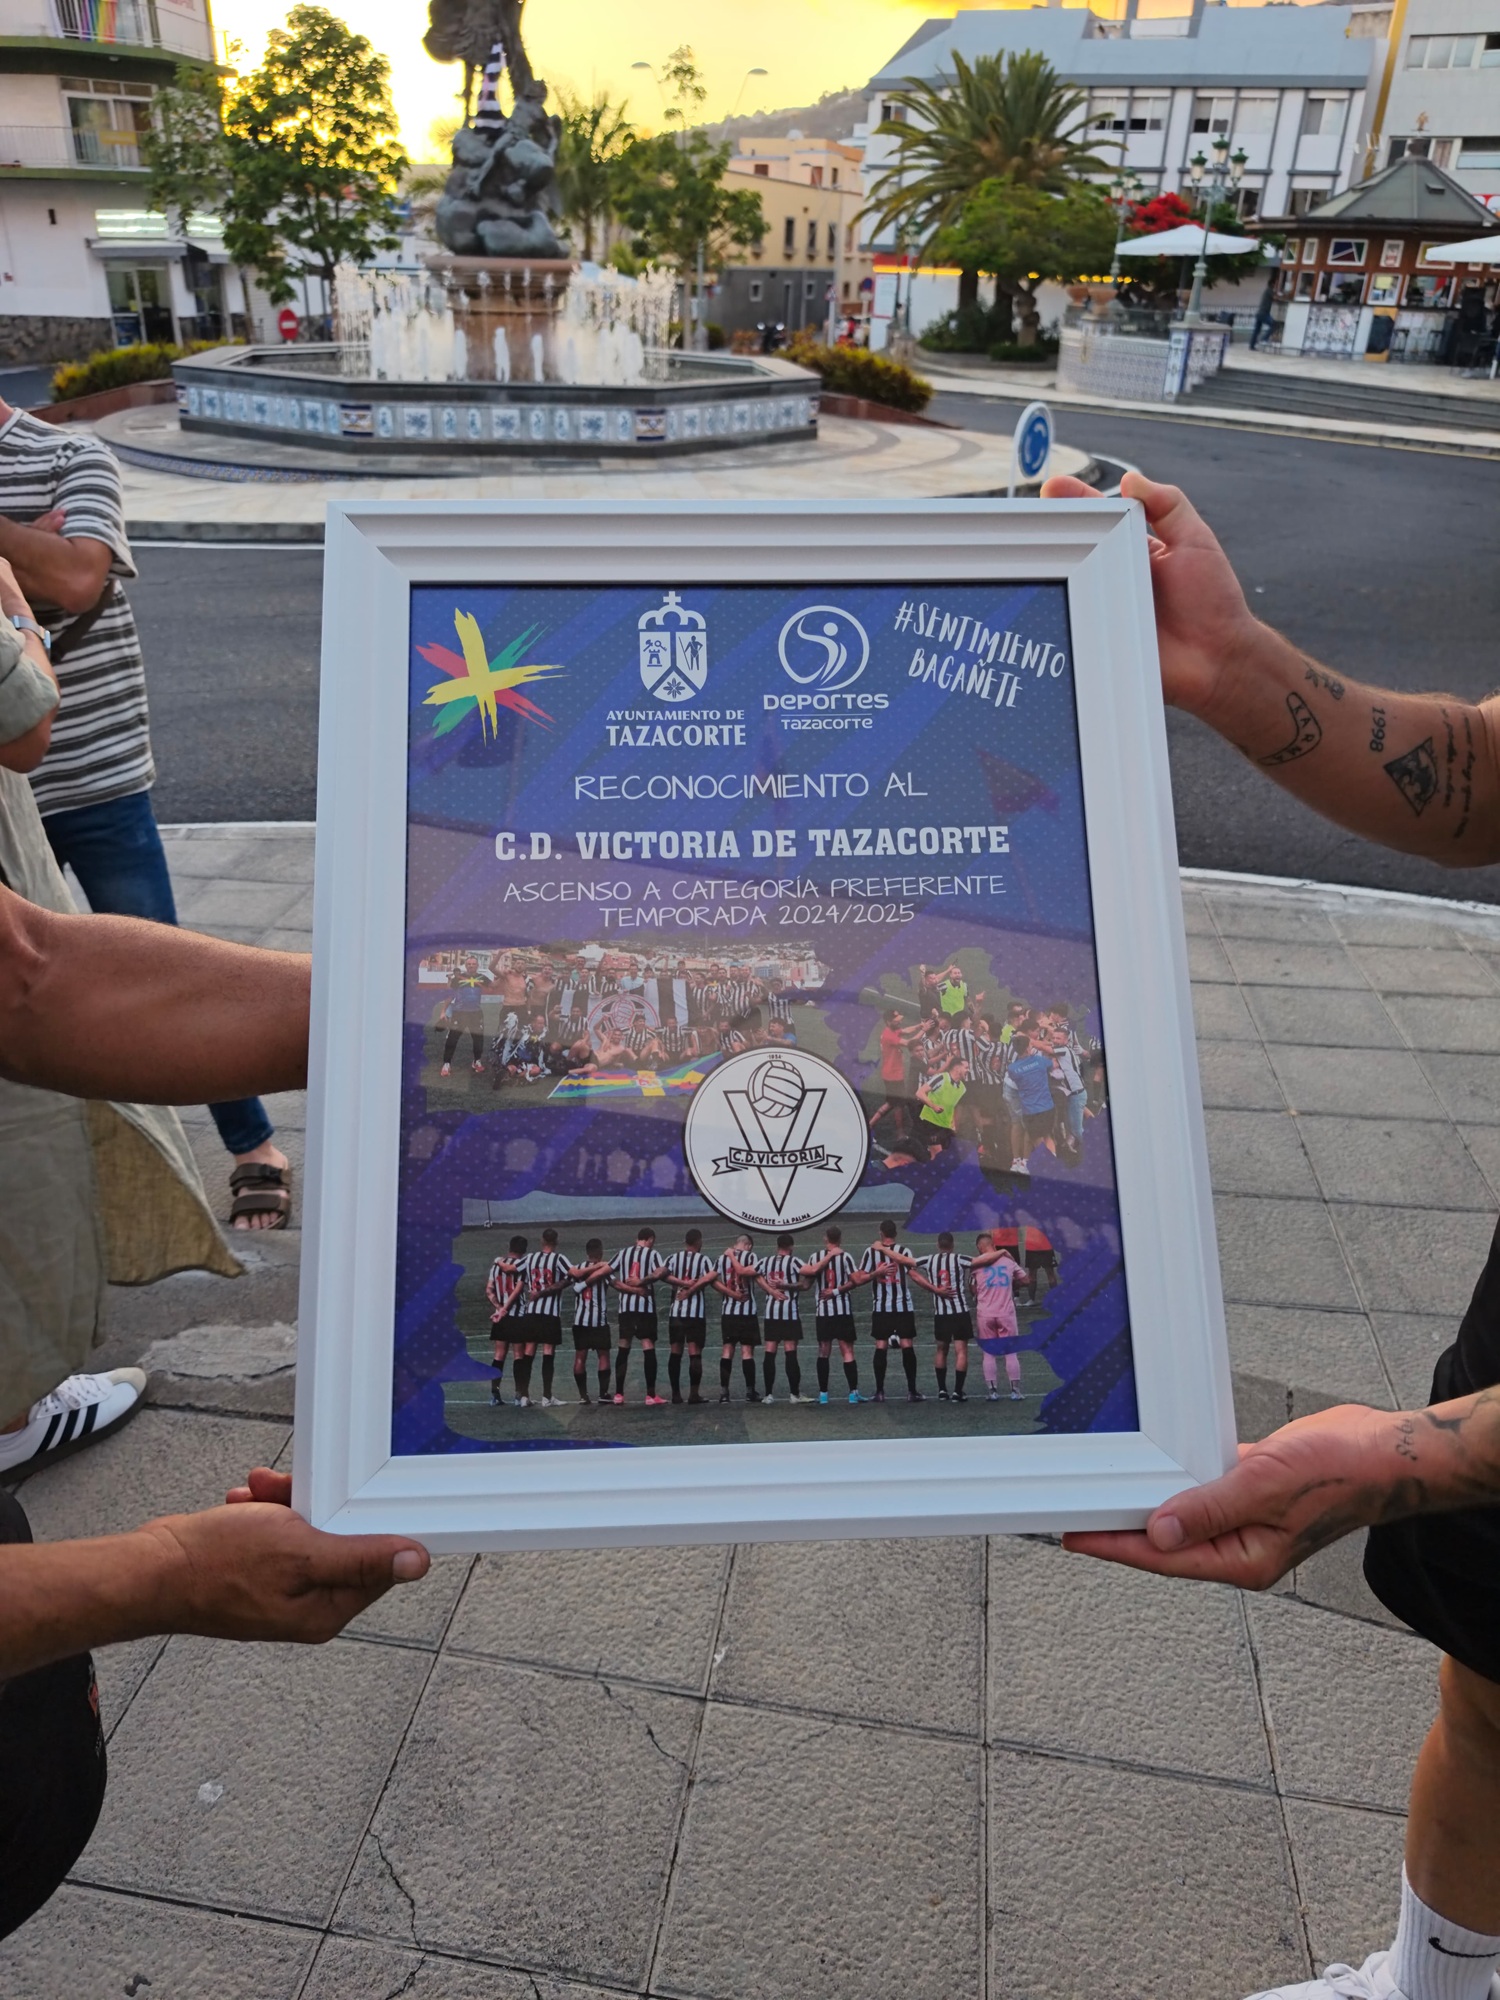 #SENTIMIENTO
BAGAÑETE
AYUNTAMIENTO DE
TAZACORTE
DEPORTES
TAZACORTE
RECONOCIMIENTO AL
C.D. VICTORIA DE TAZACORTE
ASCENSO A CATEGORÍA PREFERENTE
TEMPORADA 2024/2025
C.D.VICTORIA
TAZACORTE - LA PALMA
25
KARMA
1998